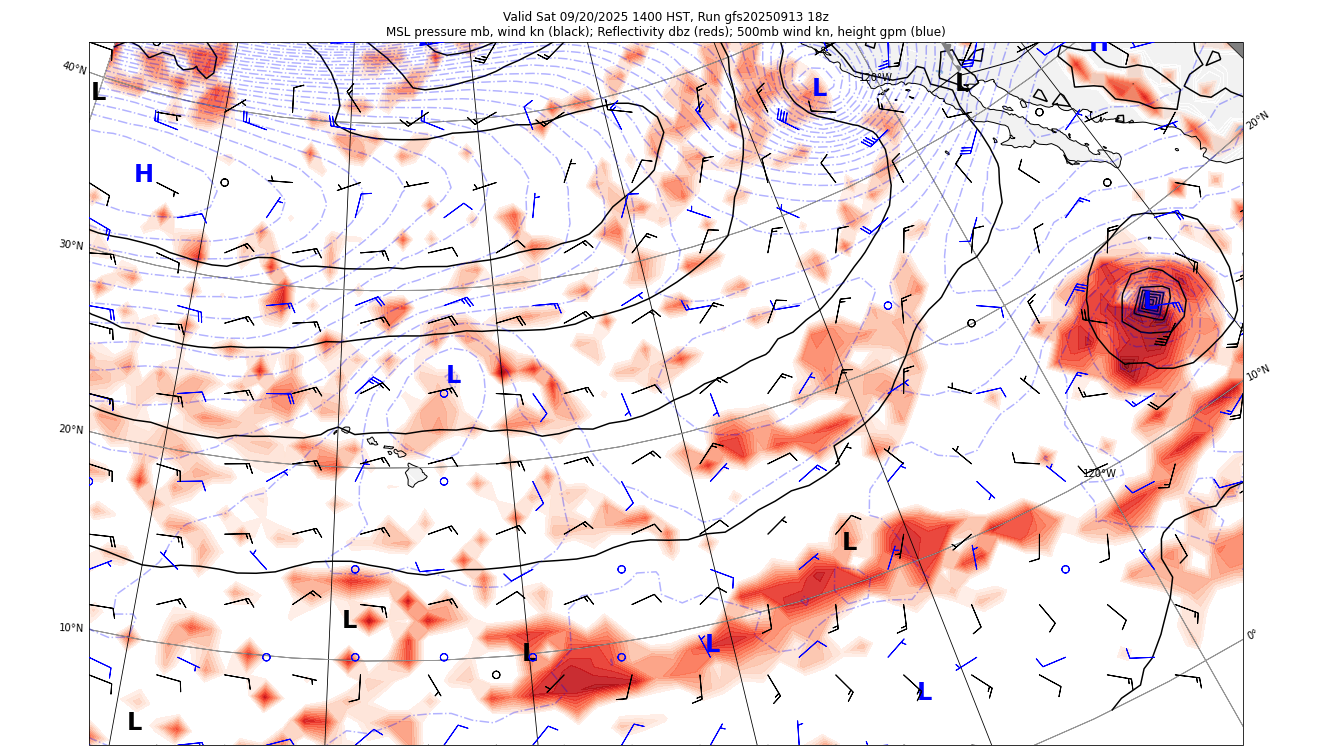 Valid Sat 09/20/2025 1400 HST, Run gfs20250913 18z
MSL pressure mb, wind kn (black); Reflectivity dbz (reds); 500mb wind kn, height gpm (blue)
H
40°N
120°W
L
L
L
20°N
H
30°N
L
L
10°N
20°N
120°W
L
L
10°N
L
L
0°
L
L